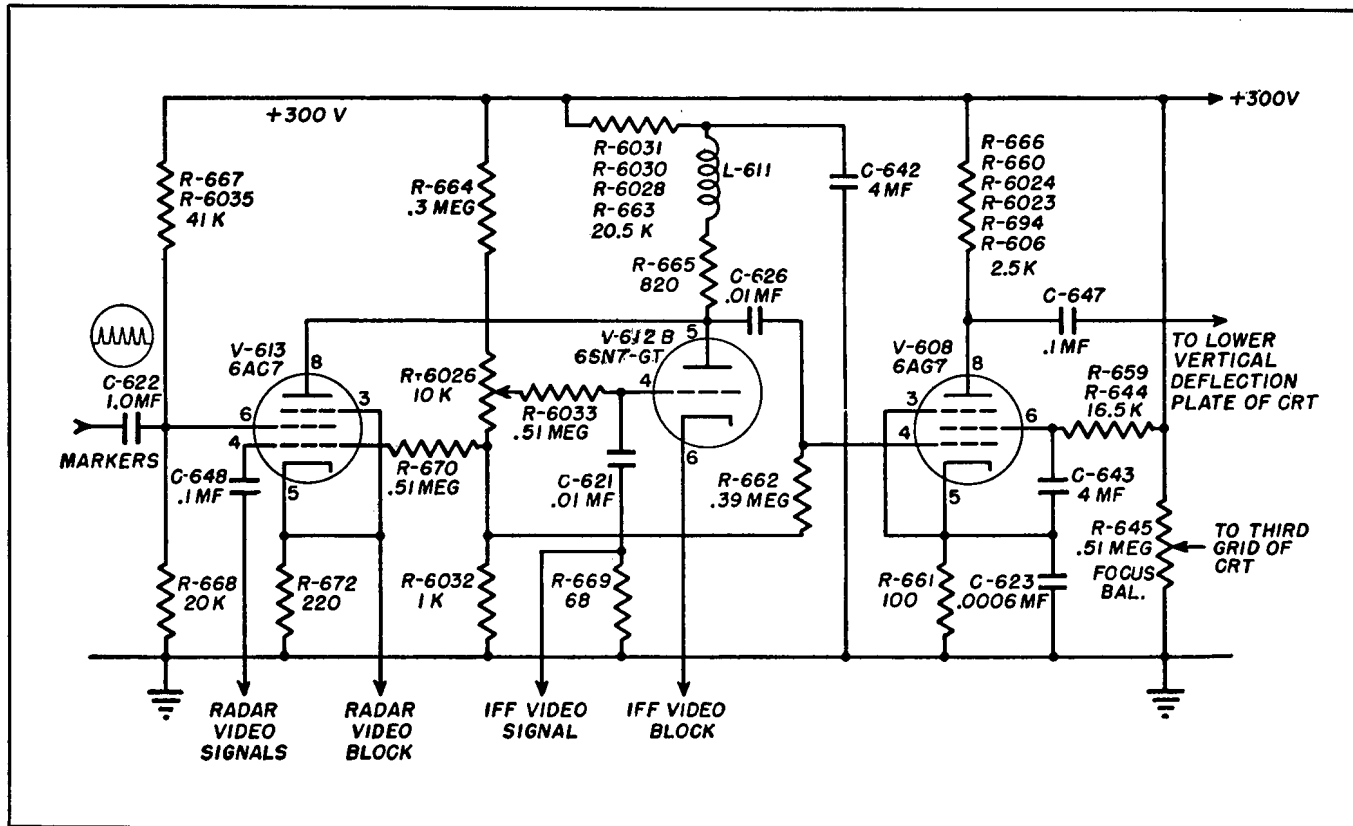 +300 V
+300V
R-667
R-6035
41 K
R-664
.3 MEG
R-6031
R-6030
R-6028
R-663
20.5 K
L-611
C-642
4 MF
R-666
R-660
R-6024
R-6023
R-694
R-606
2.5 K
R-665
820
C-626
.01 MF
C-647
.1 MF
TO LOWER
VERTICAL
DEFLECTION
PLATE OF CRT
C-622
1.0MF
MARKERS
V-613
6AC7
8
6
3
4
5
C-648
.1 MF
R-670
.51 MEG
R-6026
10 K
R-6033
.51 MEG
V-612 B
6SN7-GT
5
4
6
C-621
.01 MF
R-662
.39 MEG
V-608
6AG7
8
3
6
4
5
R-659
R-644
16.5 K
C-643
4 MF
R-645
.51 MEG
FOCUS
BAL.
TO THIRD
GRID OF
CRT
R-668
20 K
R-672
220
R-6032
1 K
R-669
68
R-661
100
C-623
.0006 MF
RADAR
VIDEO
SIGNALS
RADAR
VIDEO
BLOCK
IFF VIDEO
SIGNAL
IFF VIDEO
BLOCK